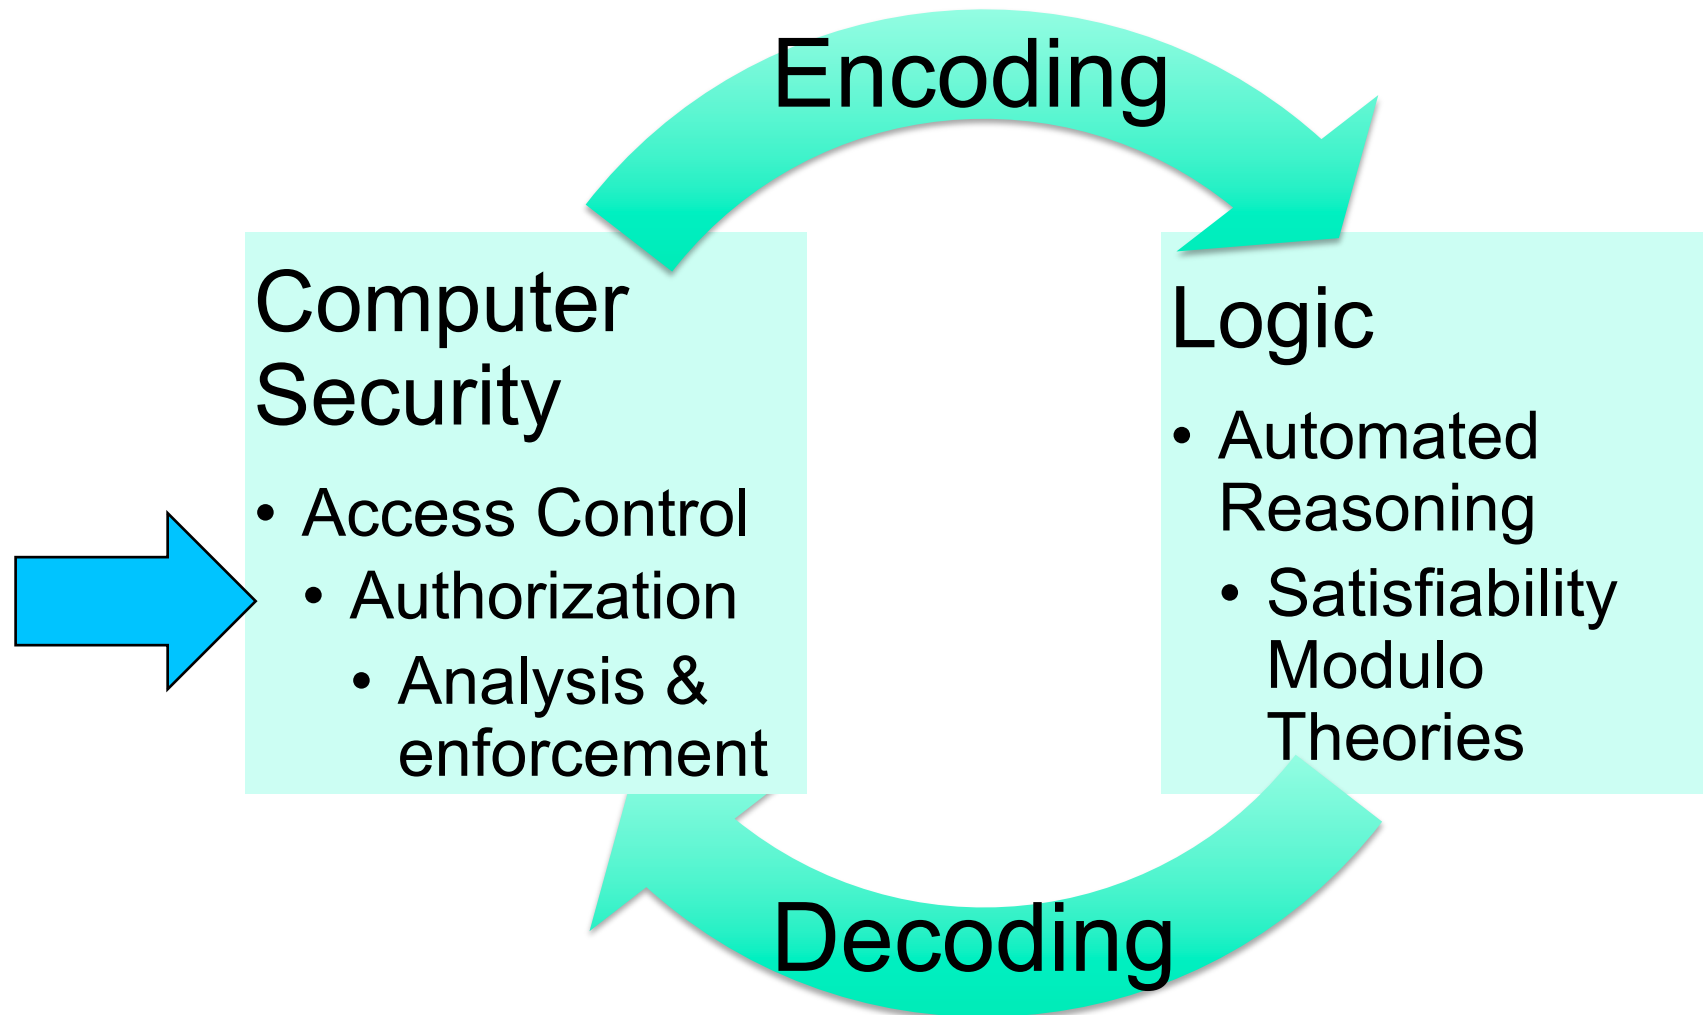 Encoding
Computer
Security
• Access Control
• Authorization
• Analysis &
enforcement
Logic
• Automated
Reasoning
• Satisfiability
Modulo
Theories
Decoding